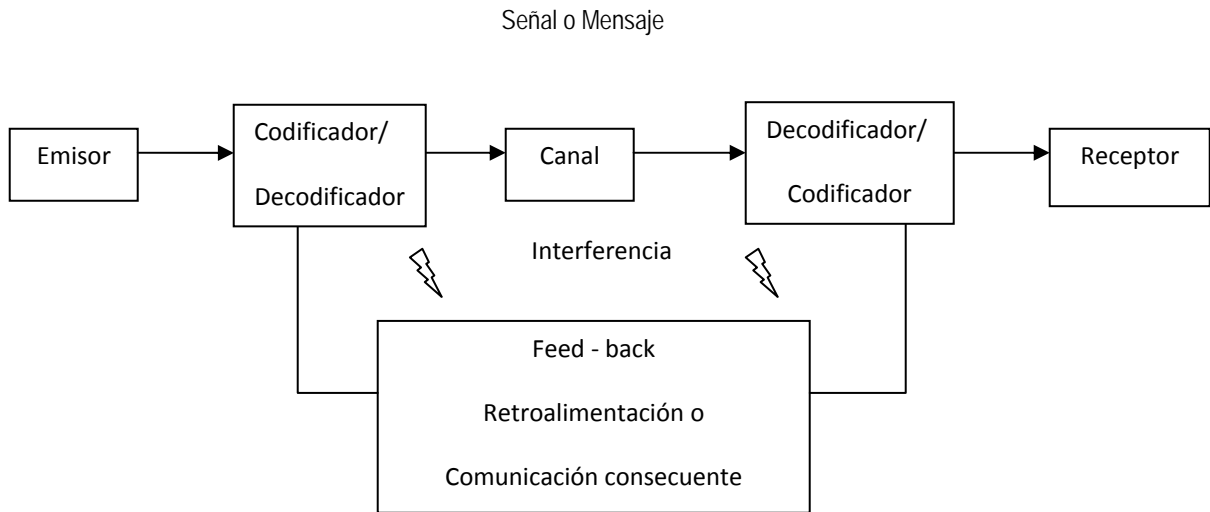 Señal o Mensaje
Emisor
Codificador/
Decodificador
Canal
Decodificador/
Codificador
Receptor
Interferencia
Feed - back
Retroalimentación o
Comunicación consecuente